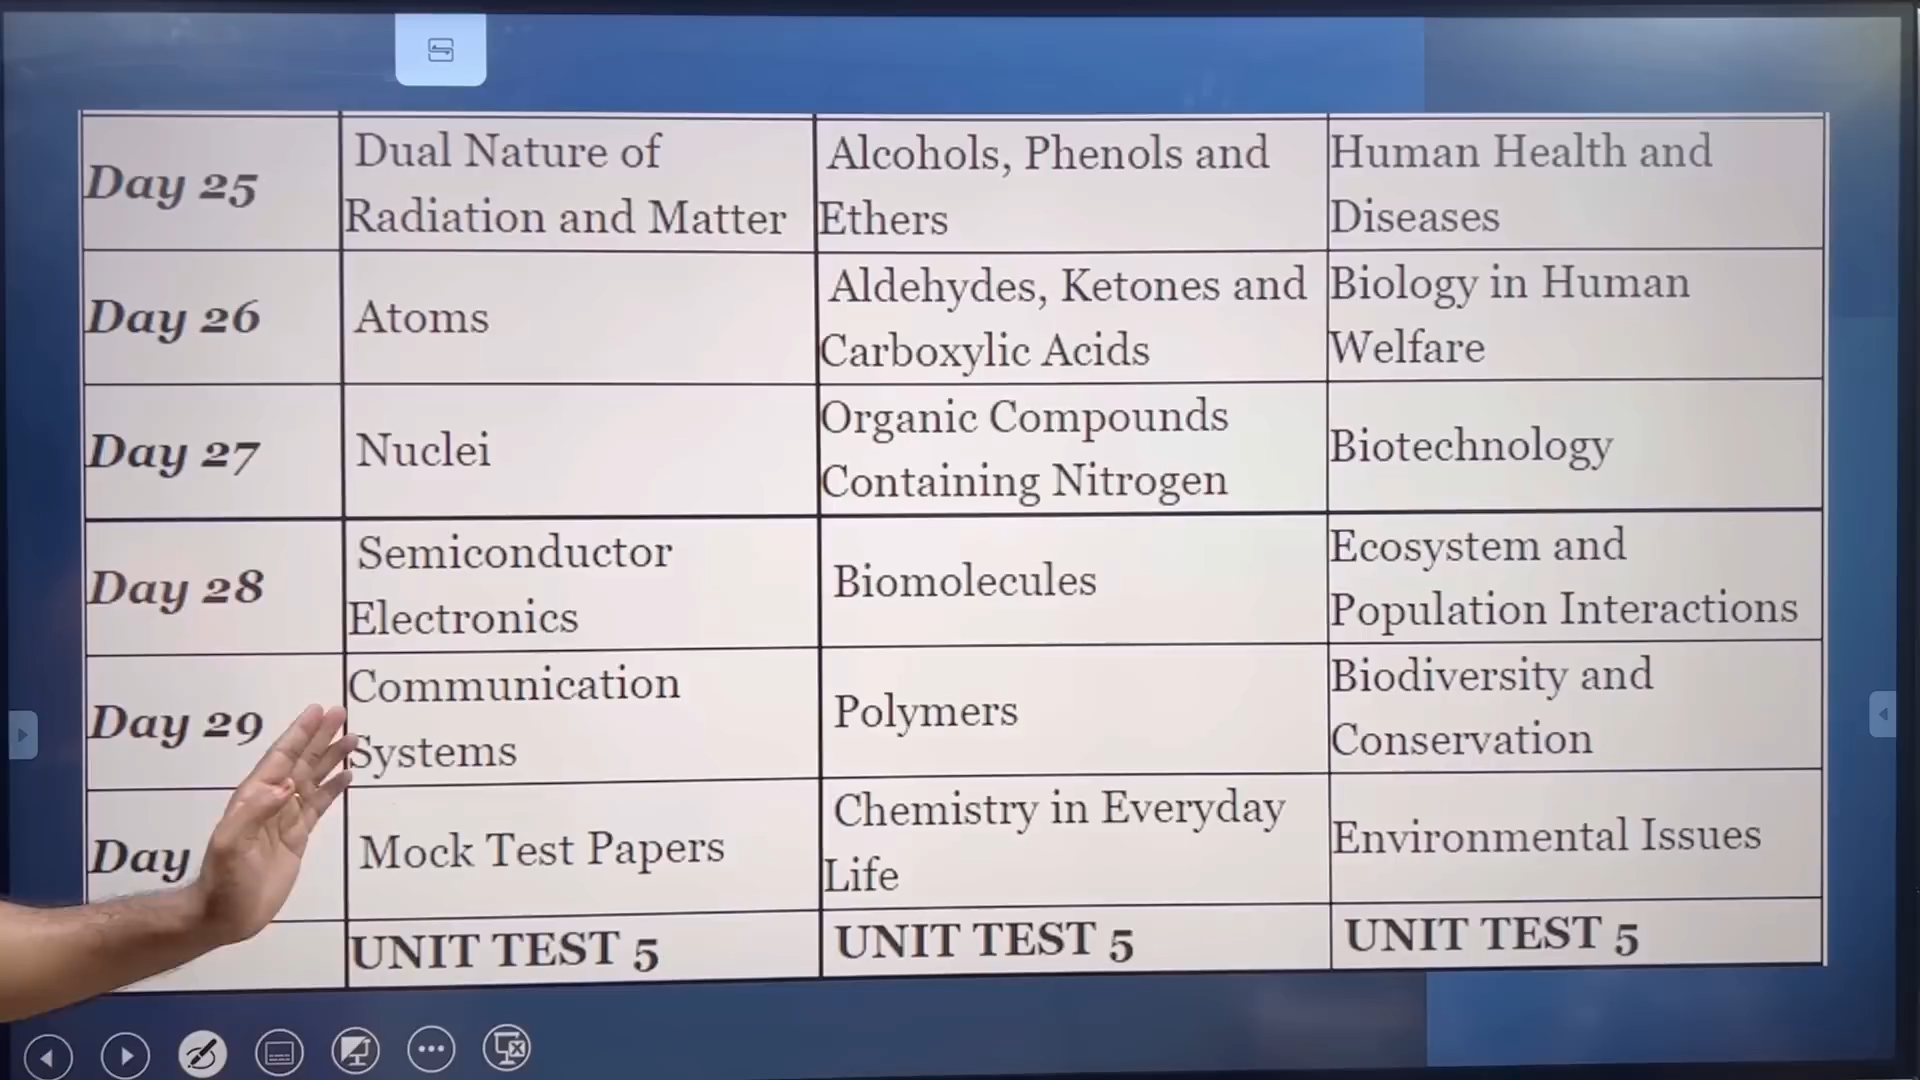 Day 25
Dual Nature of
Radiation and Matter
Alcohols, Phenols and
Ethers
Human Health and
Diseases
Day 26
Atoms
Aldehydes, Ketones and
Carboxylic Acids
Biology in Human
Welfare
Day 27
Nuclei
Organic Compounds
Containing Nitrogen
Biotechnology
Day 28
Semiconductor
Electronics
Biomolecules
Ecosystem and
Population Interactions
Day 29
Communication
Systems
Polymers
Biodiversity and
Conservation
Day
Mock Test Papers
Chemistry in Everyday
Life
Environmental Issues
UNIT TEST 5
UNIT TEST 5
UNIT TEST 5